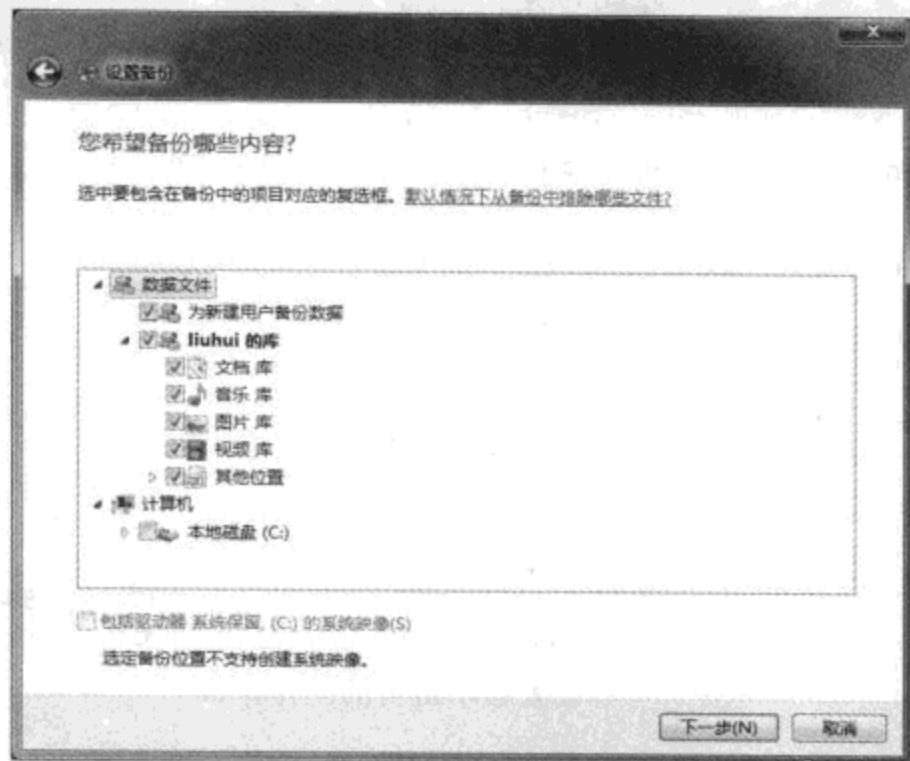 设置备份
您希望备份哪些内容?
选中要包含在备份中的项目对应的复选框。默认情况下从备份中排除哪些文件?
数据文件
为新建用户备份数据
liuhui 的库
文档 库
音乐 库
图片 库
视频 库
其他位置
计算机
本地磁盘 (C:)
包括驱动器 系统保留, (C:) 的系统映像(S)
选定备份位置不支持创建系统映像。
下一步(N) 取消